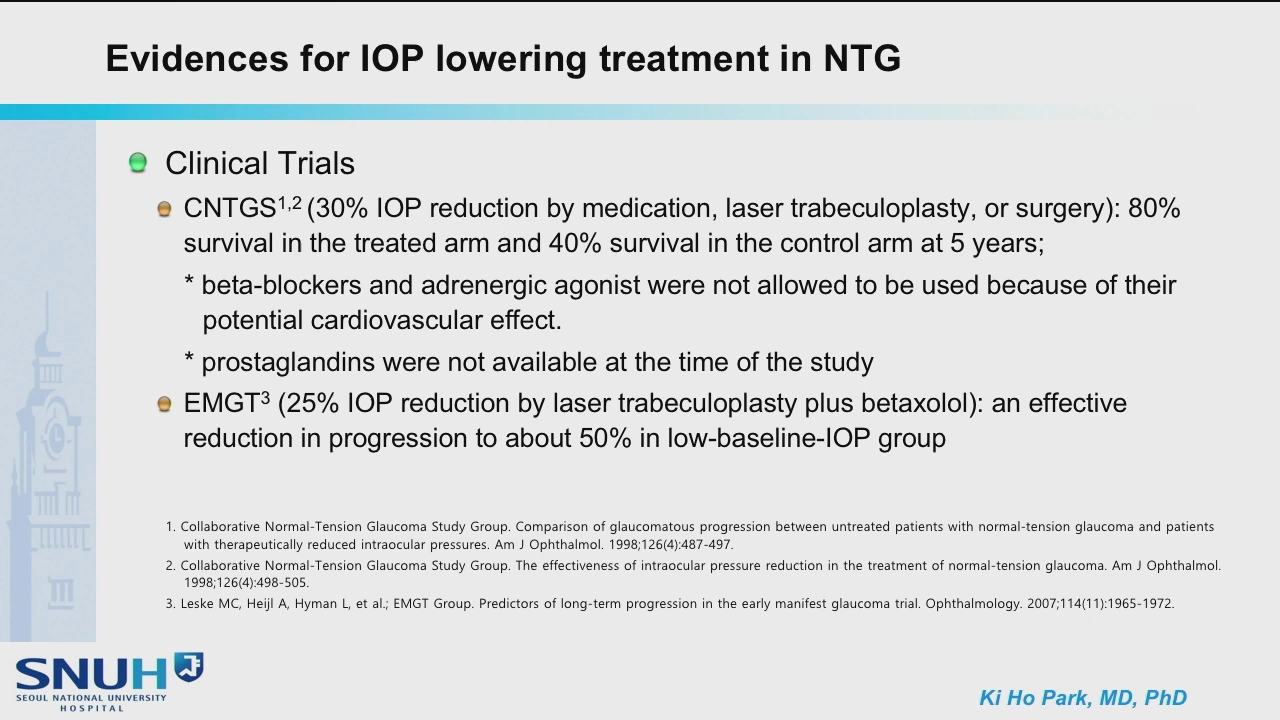 Evidences for IOP lowering treatment in NTG
Clinical Trials
CNTGS1,2 (30% IOP reduction by medication, laser trabeculoplasty, or surgery): 80%
survival in the treated arm and 40% survival in the control arm at 5 years;
* beta-blockers and adrenergic agonist were not allowed to be used because of their
potential cardiovascular effect.
* prostaglandins were not available at the time of the study
EMGT3 (25% IOP reduction by laser trabeculoplasty plus betaxolol): an effective
reduction in progression to about 50% in low-baseline-IOP group
1. Collaborative Normal-Tension Glaucoma Study Group. Comparison of glaucomatous progression between untreated patients with normal-tension glaucoma and patients
with therapeutically reduced intraocular pressures. Am J Ophthalmol. 1998;126(4):487-497.
2. Collaborative Normal-Tension Glaucoma Study Group. The effectiveness of intraocular pressure reduction in the treatment of normal-tension glaucoma. Am J Ophthalmol.
1998;126(4):498-505.
3. Leske MC, Heijl A, Hyman L, et al.; EMGT Group. Predictors of long-term progression in the early manifest glaucoma trial. Ophthalmology. 2007;114(11):1965-1972.
SNUH
SEOUL NATIONAL UNIVERSITY
HOSPITAL
Ki Ho Park, MD, PhD